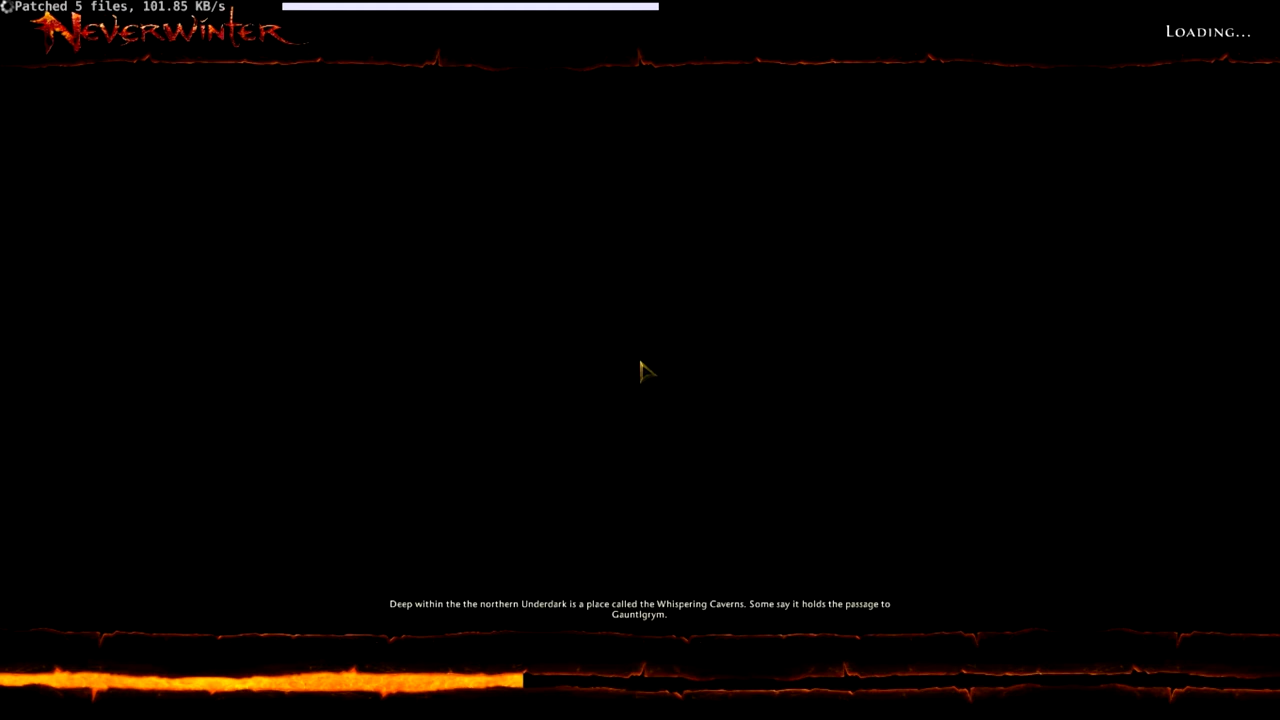 Patched 5 files, 101.85 KB/s
Neverwinter
Loading...
Deep within the the northern Underdark is a place called the Whispering Caverns. Some say it holds the passage to
Gauntlgrym.